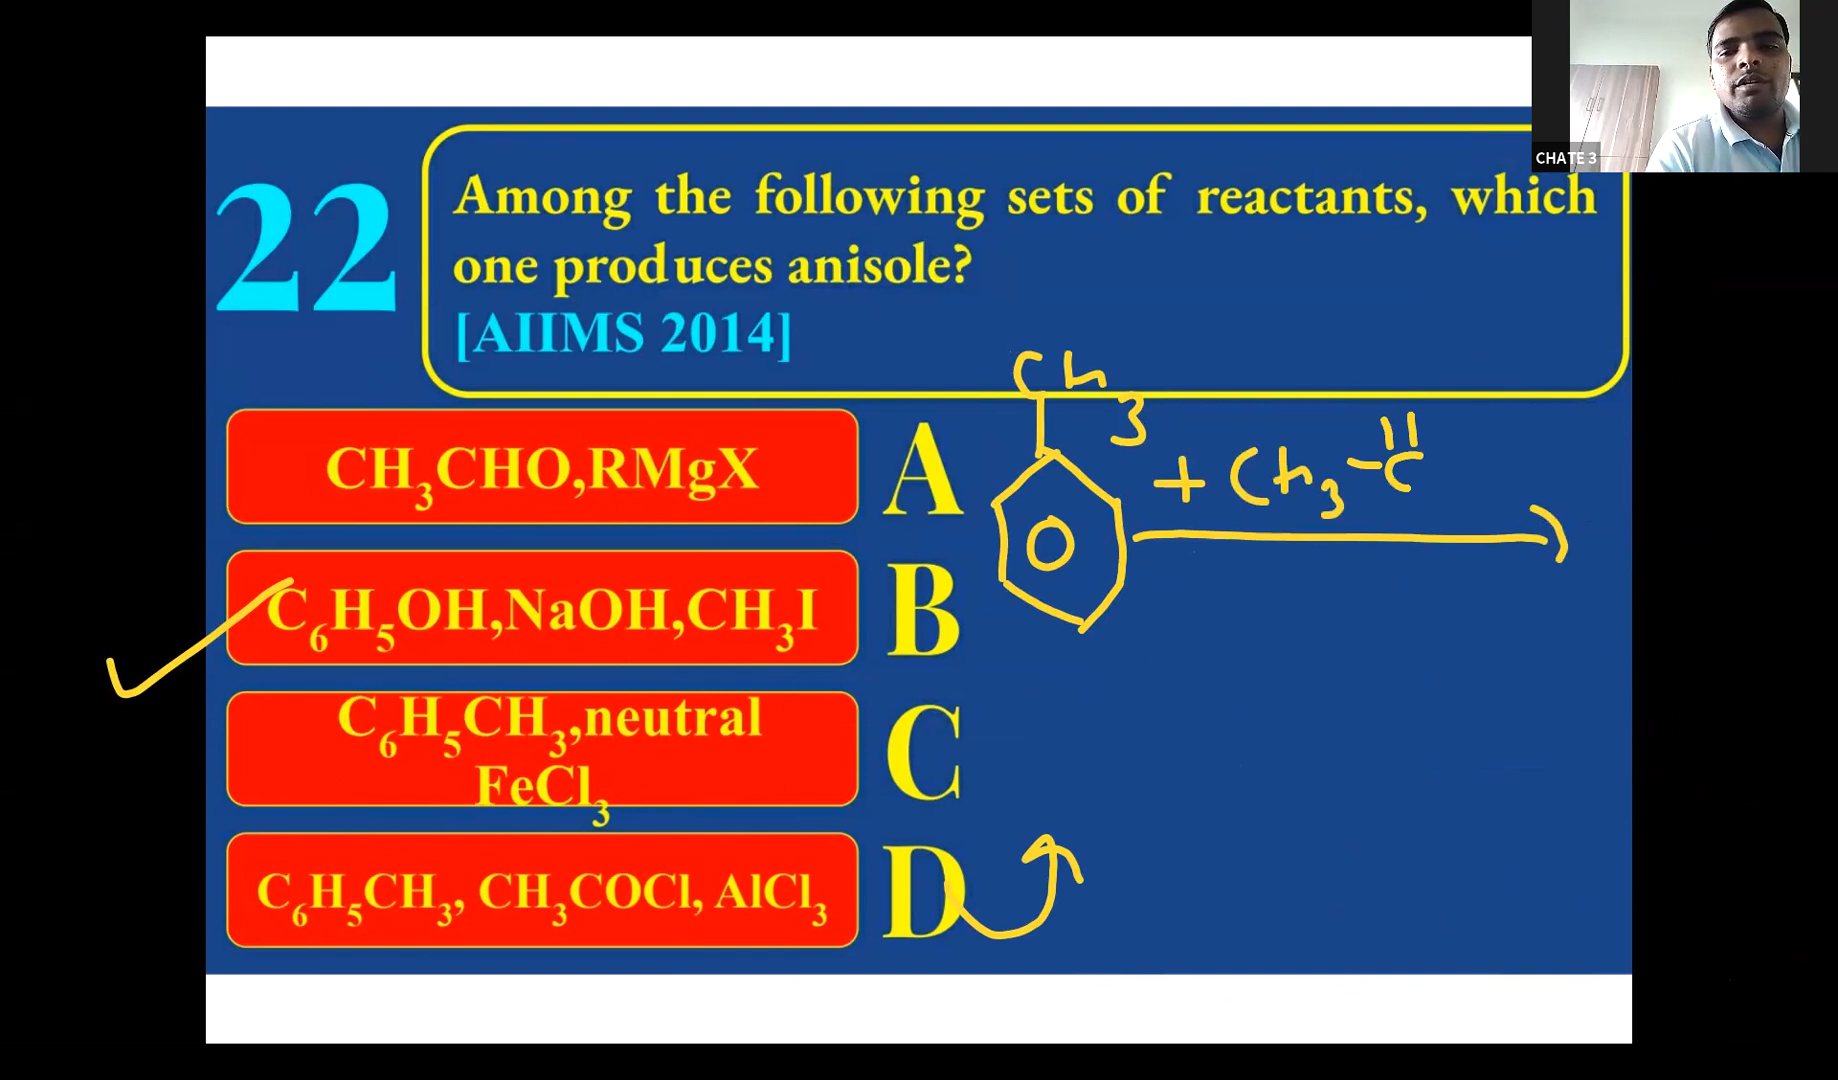 CHATE 3
22
Among the following sets of reactants, which
one produces anisole?
[AIIMS 2014]
CH₃CHO,RMgX
A
C₆H₅OH,NaOH,CH₃I
B
C₆H₅CH₃,neutral
FeCl₃
C
C₆H₅CH₃, CH₃COCl, AlCl₃
D
CH₃
+ CH₃-C